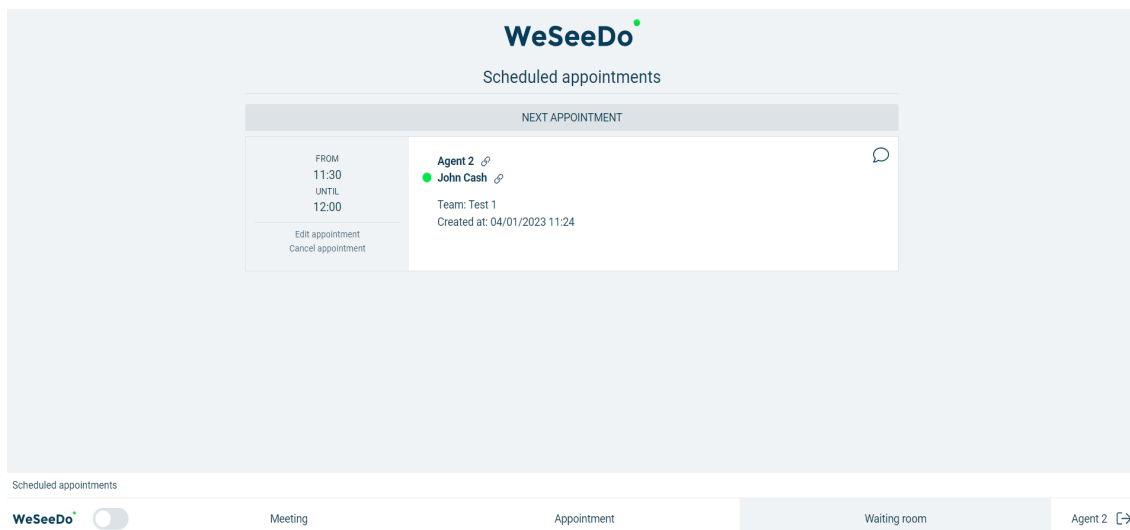 WeSeeDo
Scheduled appointments
NEXT APPOINTMENT
FROM
11:30
UNTIL
12:00
Edit appointment
Cancel appointment
Agent 2
John Cash
Team: Test 1
Created at: 04/01/2023 11:24
Scheduled appointments
WeSeeDo Meeting Appointment Waiting room Agent 2